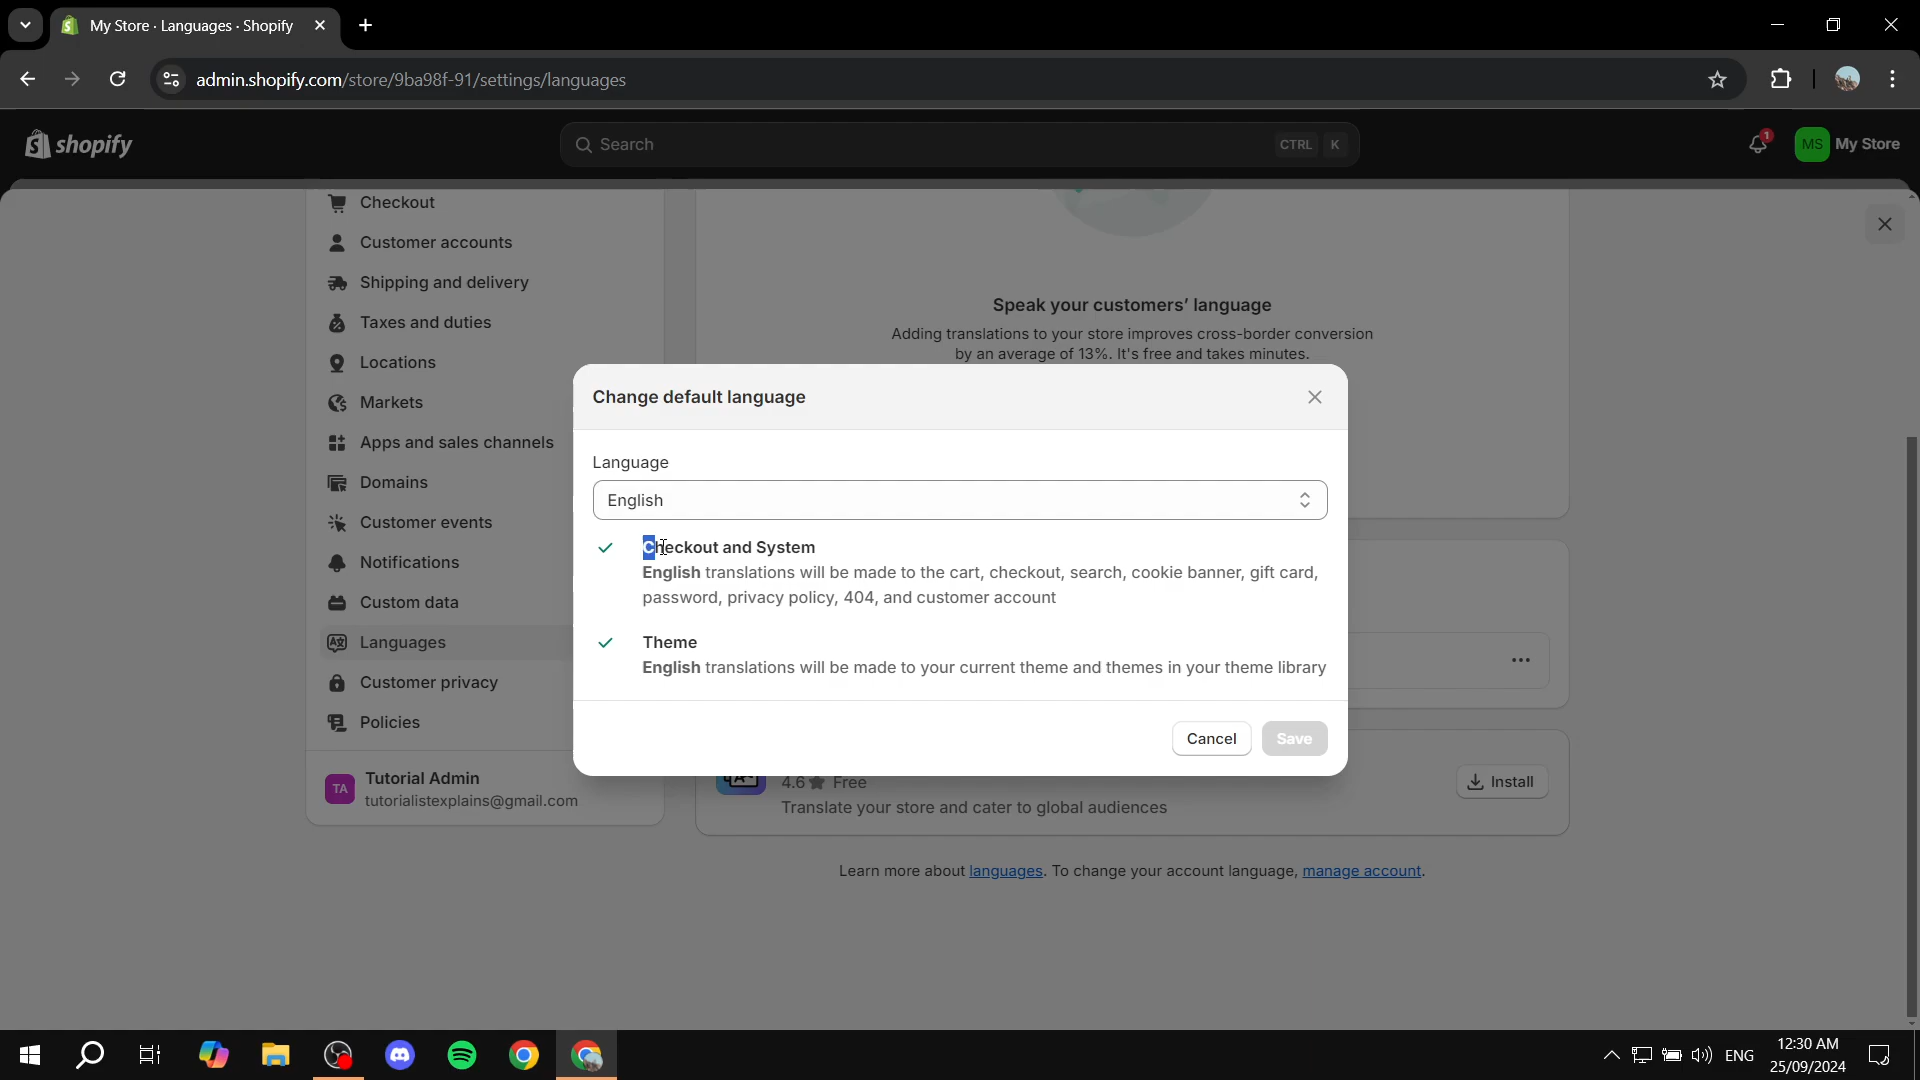 My Store · Languages · Shopify
admin.shopify.com/store/9ba98f-91/settings/languages
shopify
Search
CTRL K
1
MS
My Store
Checkout
Customer accounts
Shipping and delivery
Taxes and duties
Locations
Markets
Apps and sales channels
Domains
Customer events
Notifications
Custom data
Languages
Customer privacy
Policies
TA
Tutorial Admin
tutorialistexplains@gmail.com
Speak your customers' language
Adding translations to your store improves cross-border conversion
by an average of 13%. It's free and takes minutes.
Change default language
Language
English
Checkout and System
English translations will be made to the cart, checkout, search, cookie banner, gift card,
password, privacy policy, 404, and customer account
Theme
English translations will be made to your current theme and themes in your theme library
Cancel
Save
4.6 ★ Free
Translate your store and cater to global audiences
Install
Learn more about languages. To change your account language, manage account.
ENG
12:30 AM
25/09/2024